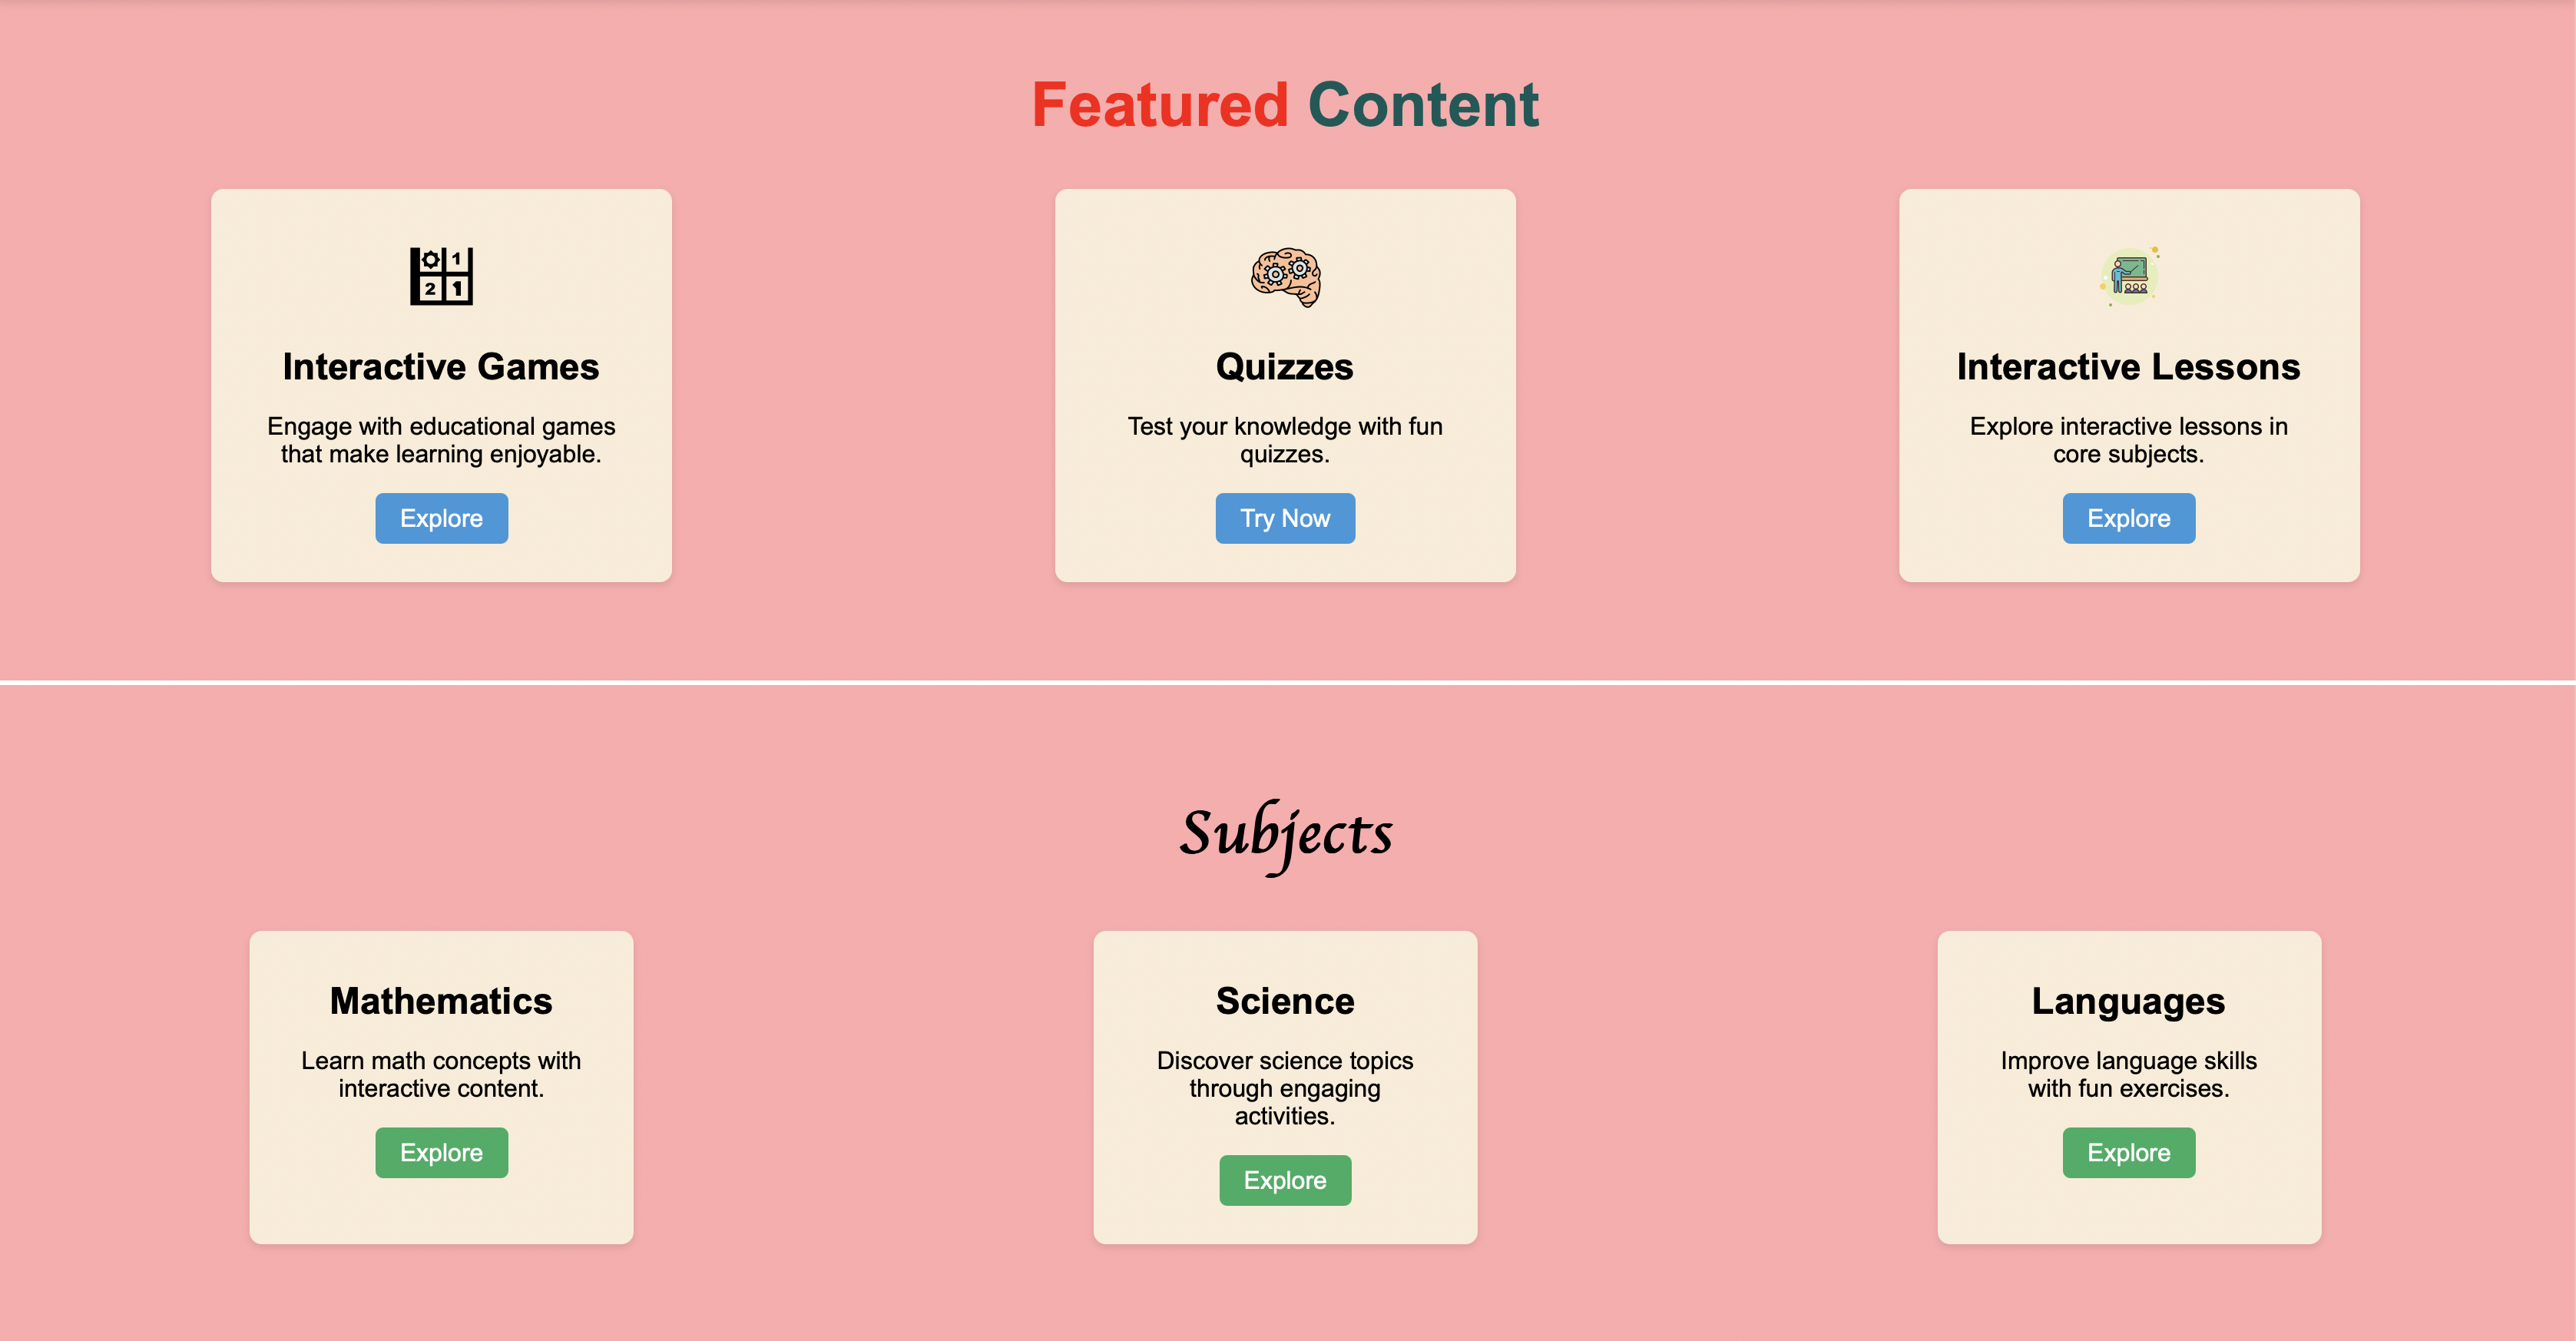 Featured Content
1
2 1
Interactive Games
Engage with educational games
that make learning enjoyable.
Explore
Quizzes
Test your knowledge with fun
quizzes.
Try Now
Interactive Lessons
Explore interactive lessons in
core subjects.
Explore
Subjects
Mathematics
Learn math concepts with
interactive content.
Explore
Science
Discover science topics
through engaging
activities.
Explore
Languages
Improve language skills
with fun exercises.
Explore